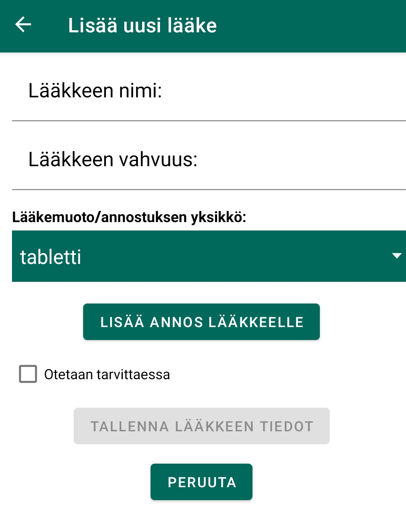 Lisää uusi lääke
Lääkkeen nimi:
Lääkkeen vahvuus:
Lääkemuoto/annostuksen yksikkö:
tabletti
LISÄÄ ANNOS LÄÄKKEELLE
Otetaan tarvittaessa
TALLENNA LÄÄKKEEN TIEDOT
PERUUTA